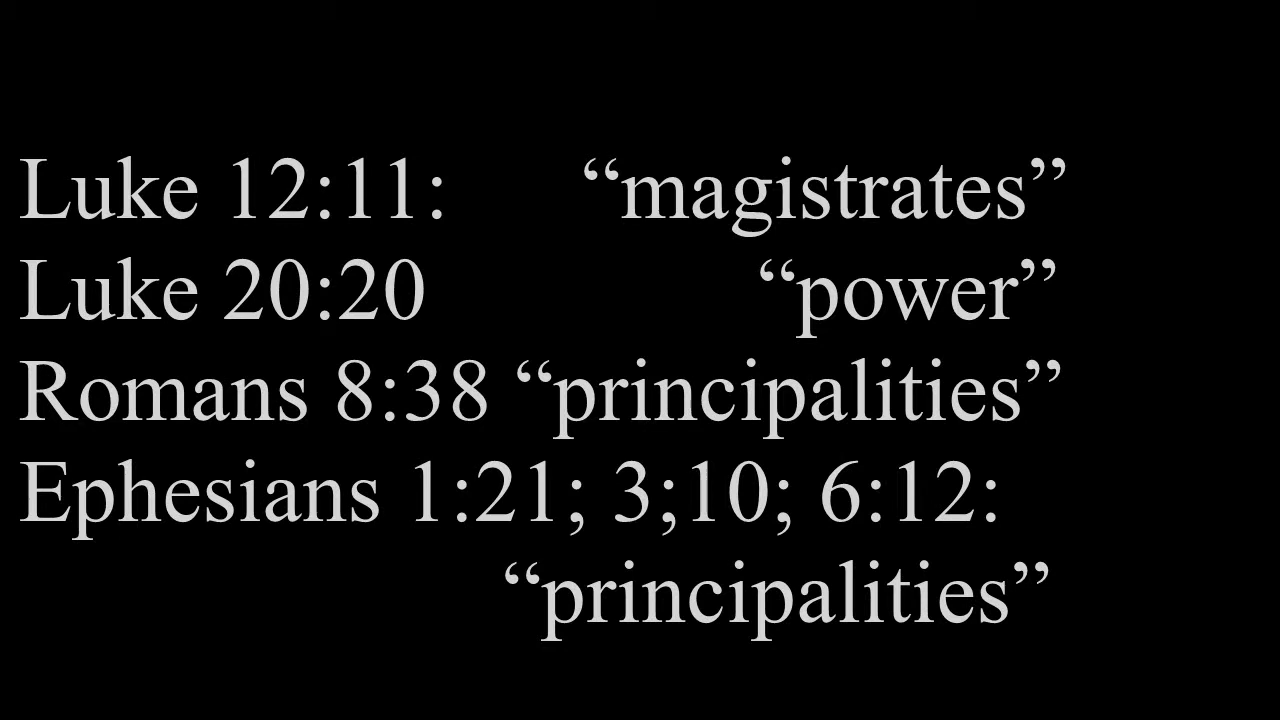 Luke 12:11: “magistrates”
Luke 20:20 “power”
Romans 8:38 “principalities”
Ephesians 1:21; 3;10; 6:12:
“principalities”